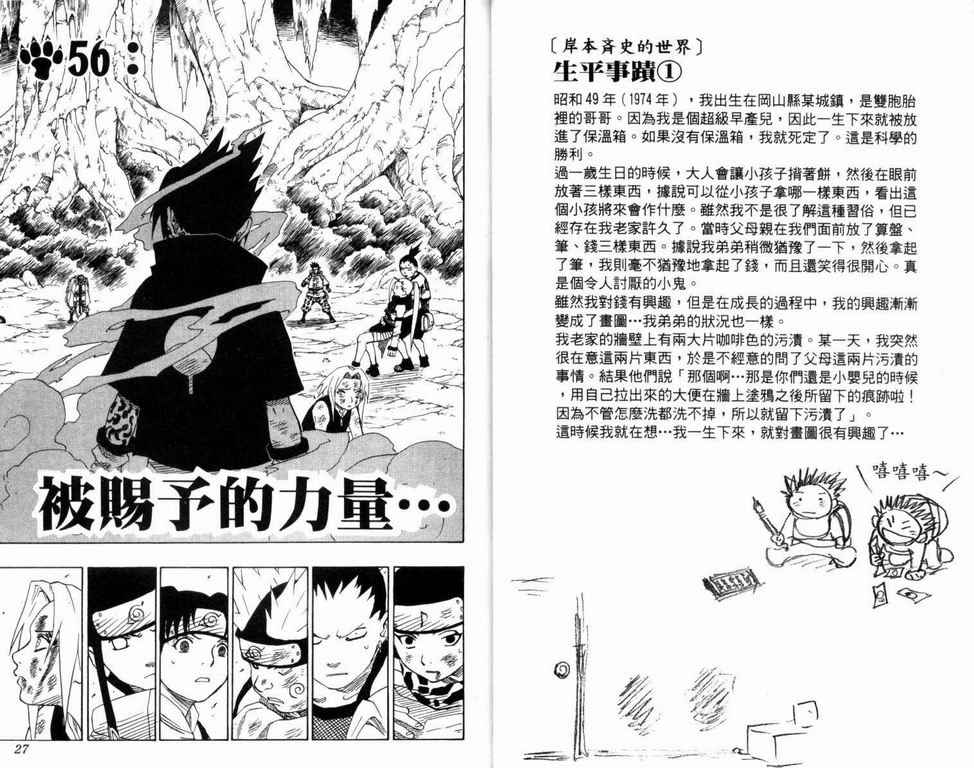 56：
被賜予的力量…
27
〔岸本斉史的世界〕
生平事蹟①
昭和49年（1974年），我出生在岡山縣某城鎮，是雙胞胎
裡的哥哥。因為我是個超級早產兒，因此一生下來就被放
進了保溫箱。如果沒有保溫箱，我就死定了。這是科學的
勝利。
過一歲生日的時候，大人會讓小孩子揹著餅，然後在眼前
放著三樣東西，據說可以從小孩子拿哪一樣東西，看出這
個小孩將來會作什麼。雖然我不是很了解這種習俗，但已
經存在我老家許久了。當時父母親在我們面前放了算盤、
筆、錢三樣東西。據說我弟弟稍微猶豫了一下，然後拿起
了筆，我則毫不猶豫地拿起了錢，而且還笑得很開心。真
是個令人討厭的小鬼。
雖然我對錢有興趣，但是在成長的過程中，我的興趣漸漸
變成了畫圖…我弟弟的狀況也一樣。
我老家的牆壁上有兩大片咖啡色的污漬。某一天，我突然
很在意這兩片東西，於是不經意的問了父母這兩片污漬的
事情。結果他們說「那個啊…那是你們還是小嬰兒的時候
，用自己拉出來的大便在牆上塗鴉之後所留下的痕跡啦！
因為不管怎麼洗都洗不掉，所以就留下污漬了」。
這時候我就在想…我一生下來，就對畫圖很有興趣了…
嘻嘻嘻～